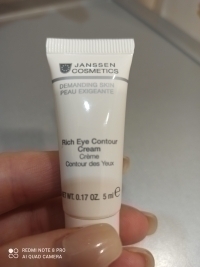 JANSSEN
COSMETICS
DEMANDING SKIN
PEAU EXIGEANTE
Rich Eye Contour
Cream
Crème
Contour des Yeux
NT WT. 0.17 OZ. 5 ml ℮
REDMI NOTE 8 PRO
AI QUAD CAMERA